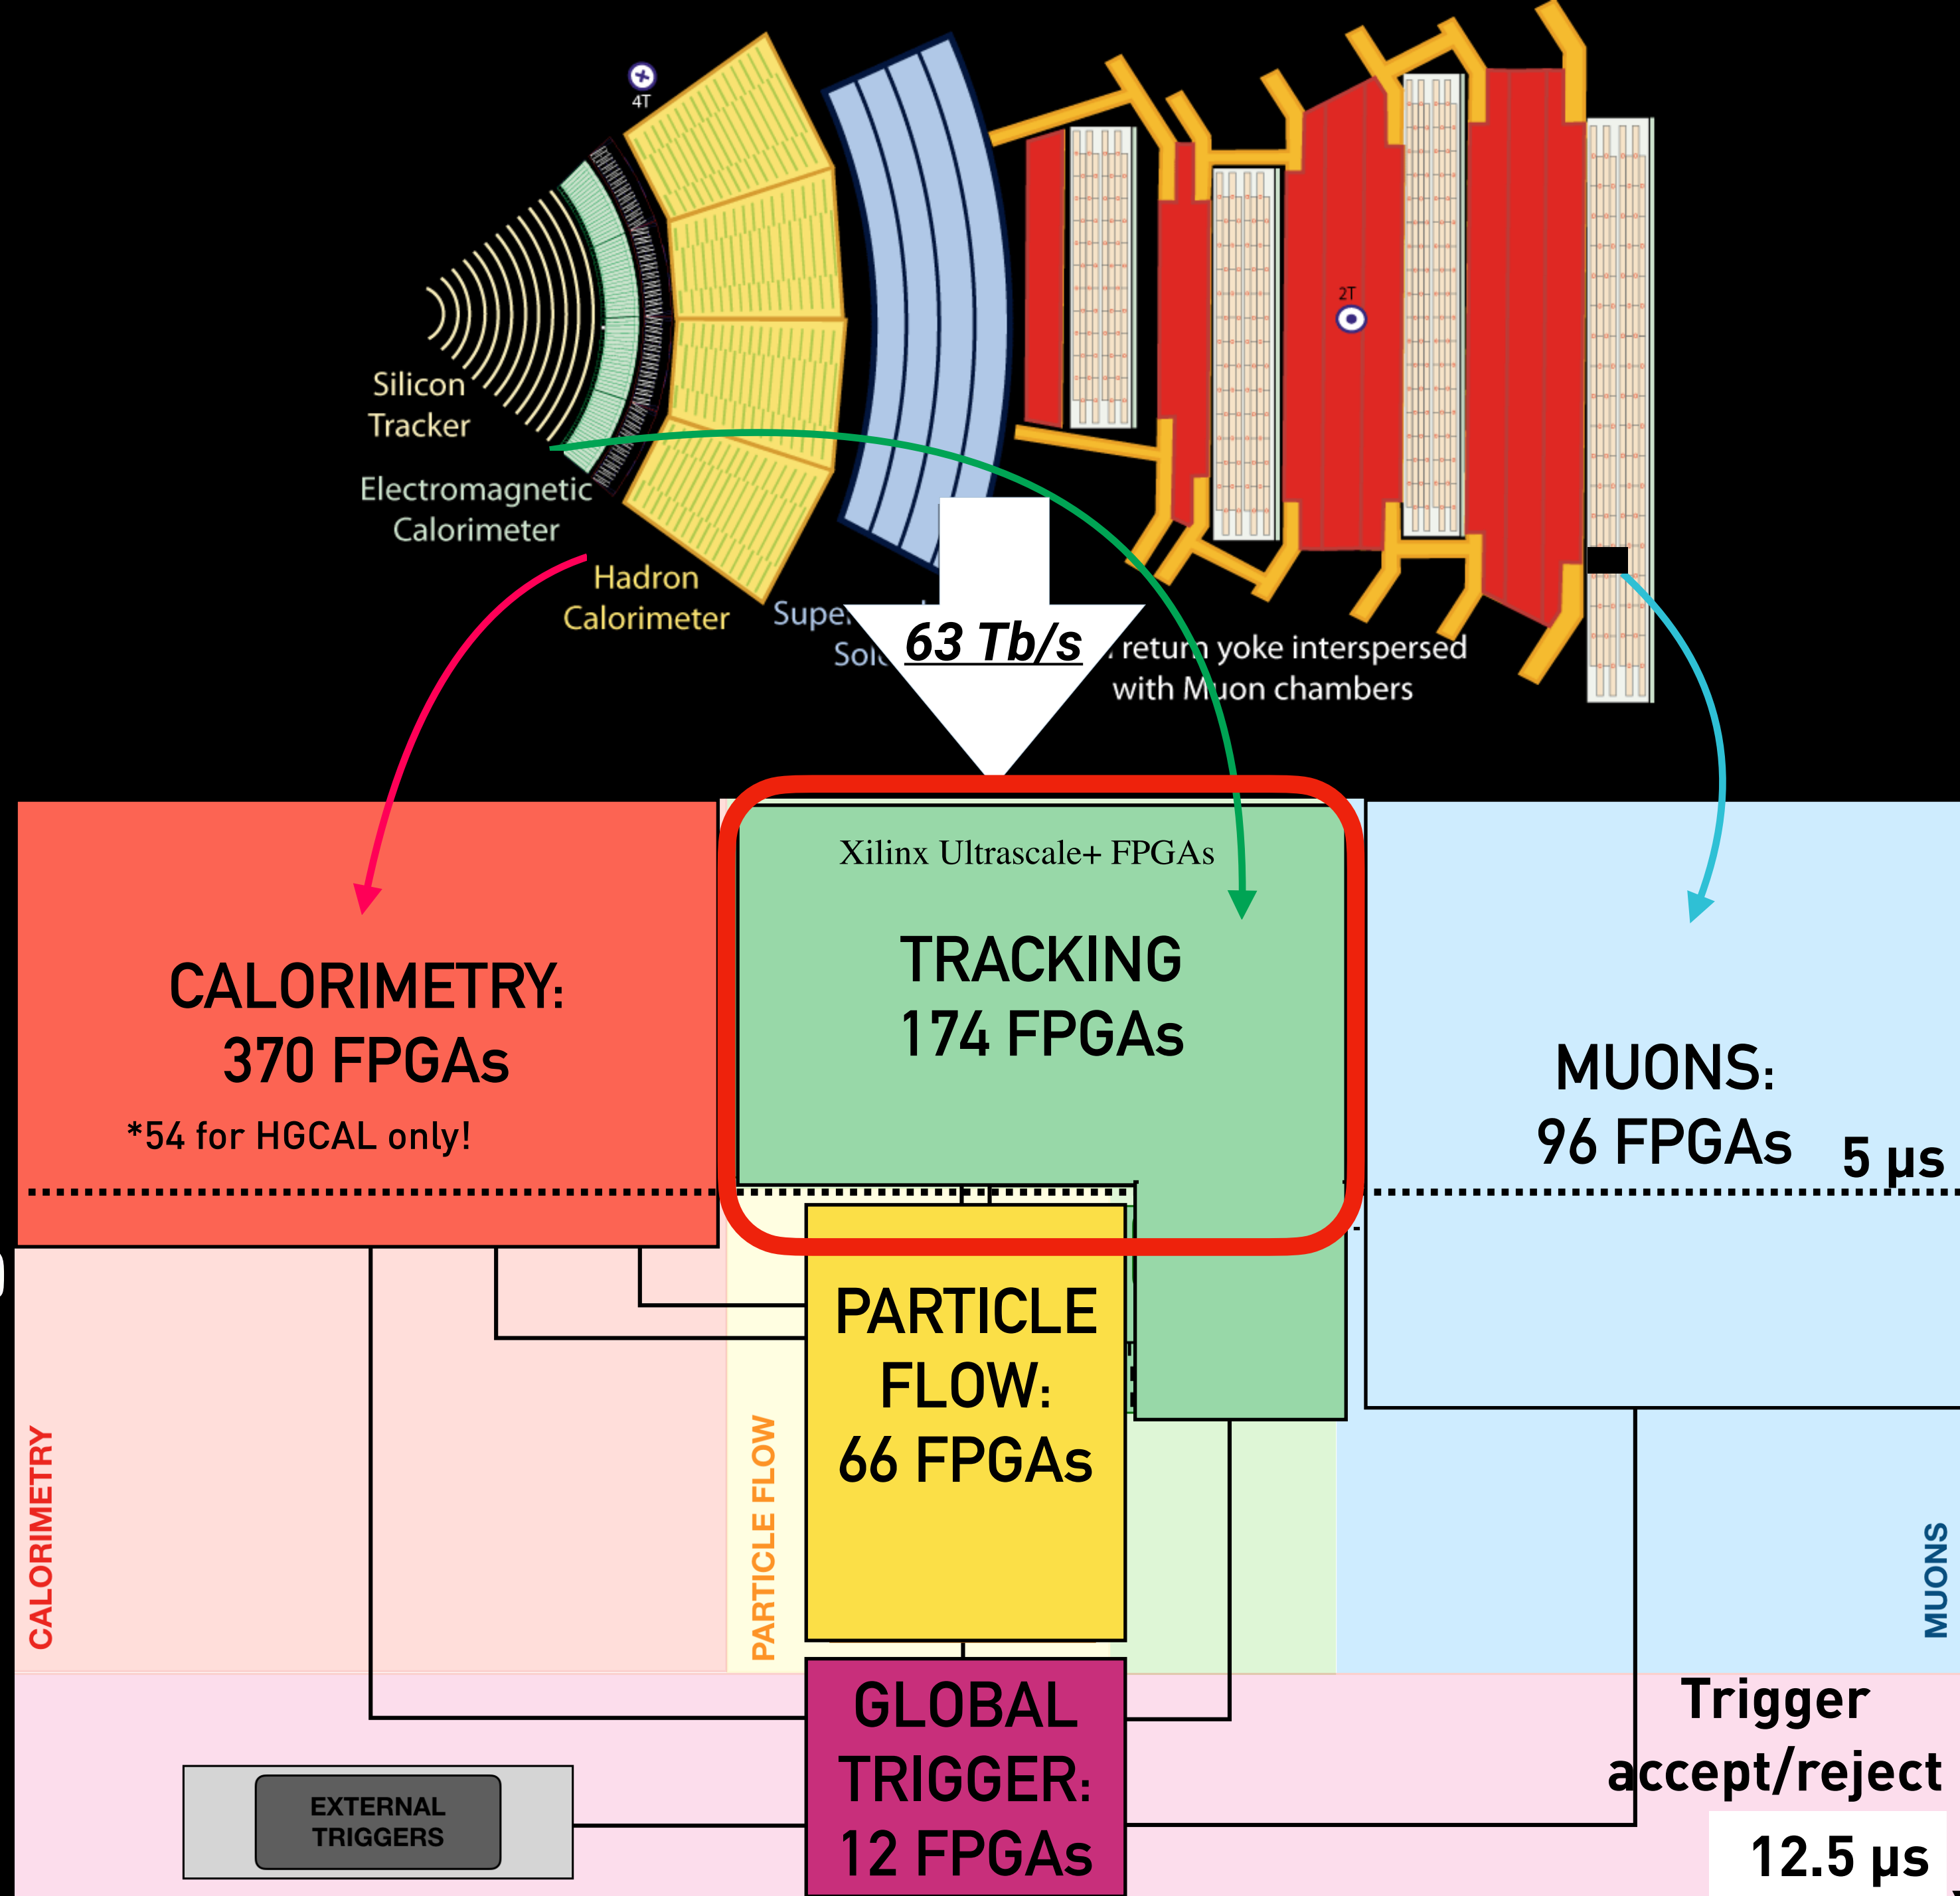 4T
2T
Silicon
Tracker
Electromagnetic
Calorimeter
Hadron
Calorimeter
63 Tb/s
return yoke interspersed
with Muon chambers
Xilinx Ultrascale+ FPGAs
TRACKING
174 FPGAs
CALORIMETRY:
370 FPGAs
*54 for HGCAL only!
MUONS:
96 FPGAs
5 µs
PARTICLE
FLOW:
66 FPGAs
CALORIMETRY
PARTICLE FLOW
MUONS
GLOBAL
TRIGGER:
12 FPGAs
Trigger
accept/reject
12.5 µs
EXTERNAL
TRIGGERS